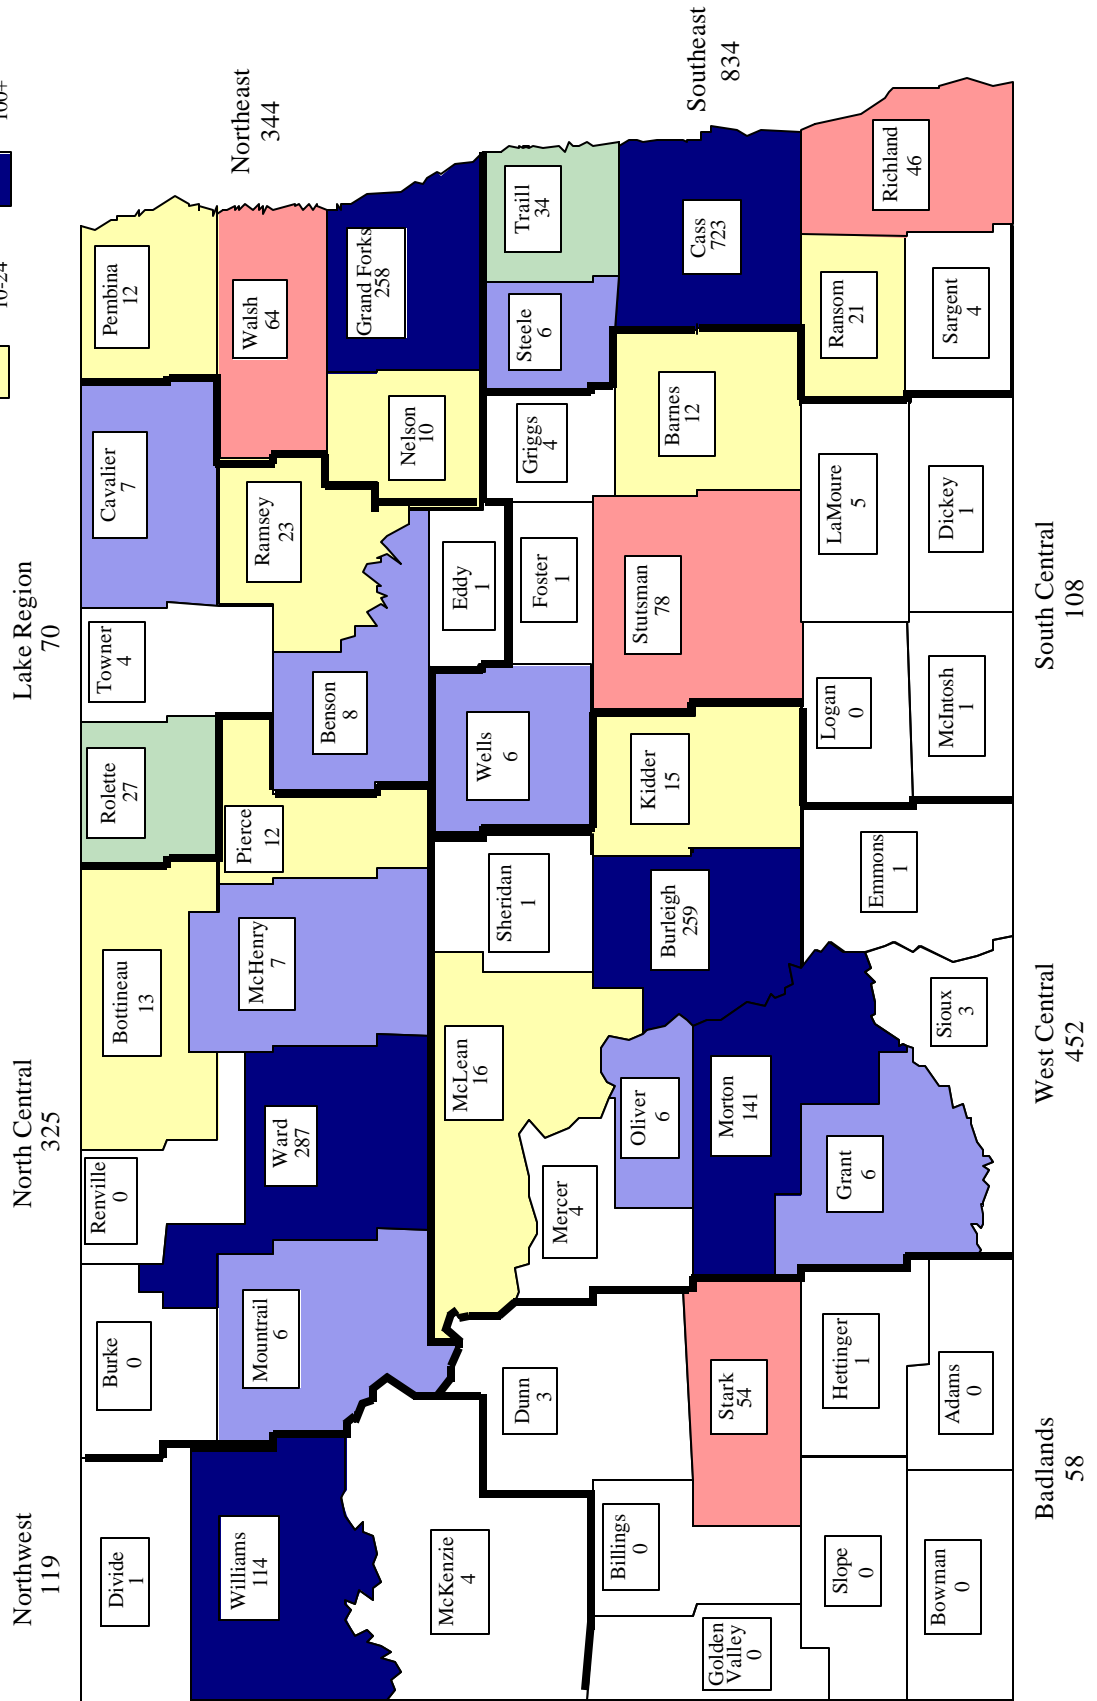 10-24
100+
Northwest
119
North Central
325
Lake Region
70
Northeast
344
Divide
1
Burke
0
Renville
0
Bottineau
13
Rolette
27
Towner
4
Cavalier
7
Pembina
12
Williams
114
Mountrail
6
Ward
287
McHenry
7
Pierce
12
Benson
8
Ramsey
23
Walsh
64
Nelson
10
Grand Forks
258
McKenzie
4
Dunn
3
McLean
16
Mercer
4
Sheridan
1
Wells
6
Eddy
1
Foster
1
Griggs
4
Steele
6
Traill
34
Billings
0
Golden
Valley
0
Stark
54
Oliver
6
Morton
141
Burleigh
259
Kidder
15
Stutsman
78
Barnes
12
Cass
723
Southeast
834
Slope
0
Hettinger
1
Grant
6
Emmons
1
Logan
0
LaMoure
5
Ransom
21
Richland
46
Bowman
0
Adams
0
Sioux
3
McIntosh
1
Dickey
1
Sargent
4
Badlands
58
West Central
452
South Central
108